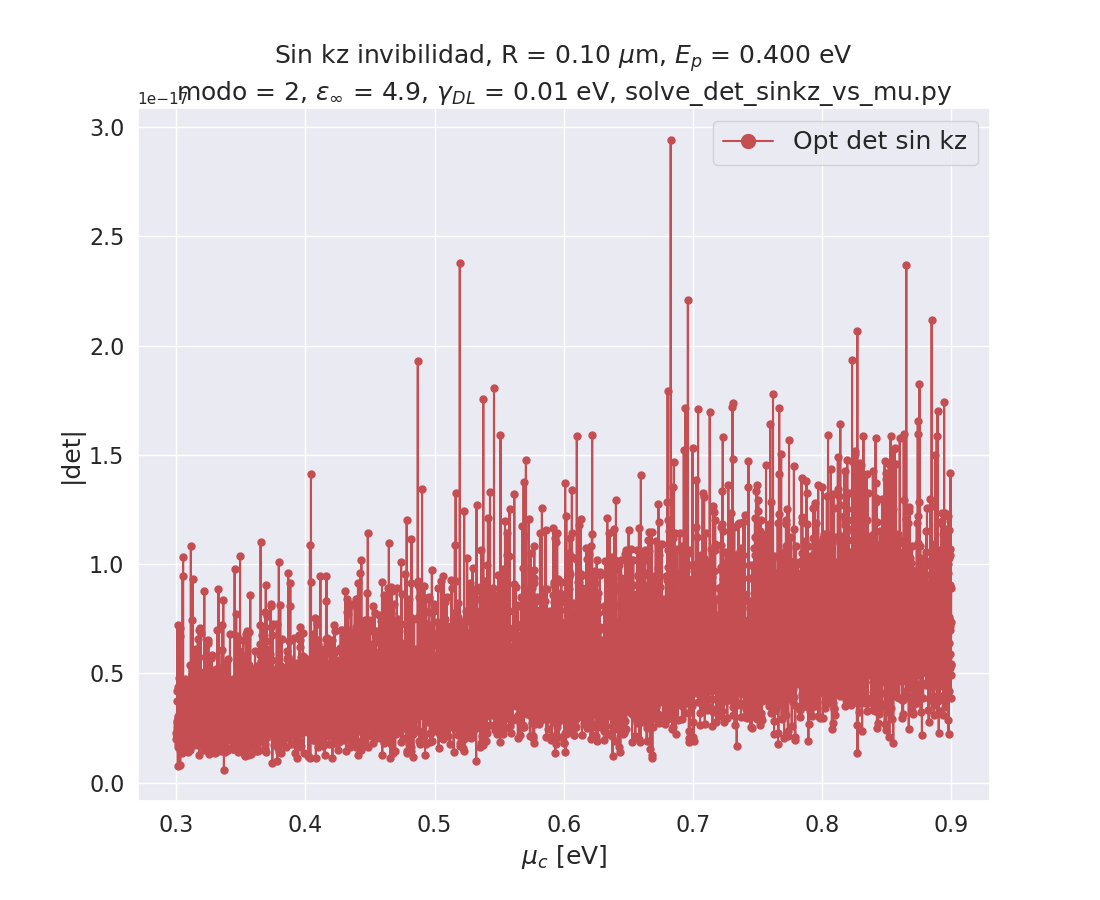 Sin kz invibilidad, R = 0.10 μm, E_p = 0.400 eV
modo = 2, ε_∞ = 4.9, γ_DL = 0.01 eV, solve_det_sinkz_vs_mu.py
1e−17
Opt det sin kz
3.0
2.5
2.0
1.5
1.0
0.5
0.0
|det|
0.3 0.4 0.5 0.6 0.7 0.8 0.9
μ_c [eV]